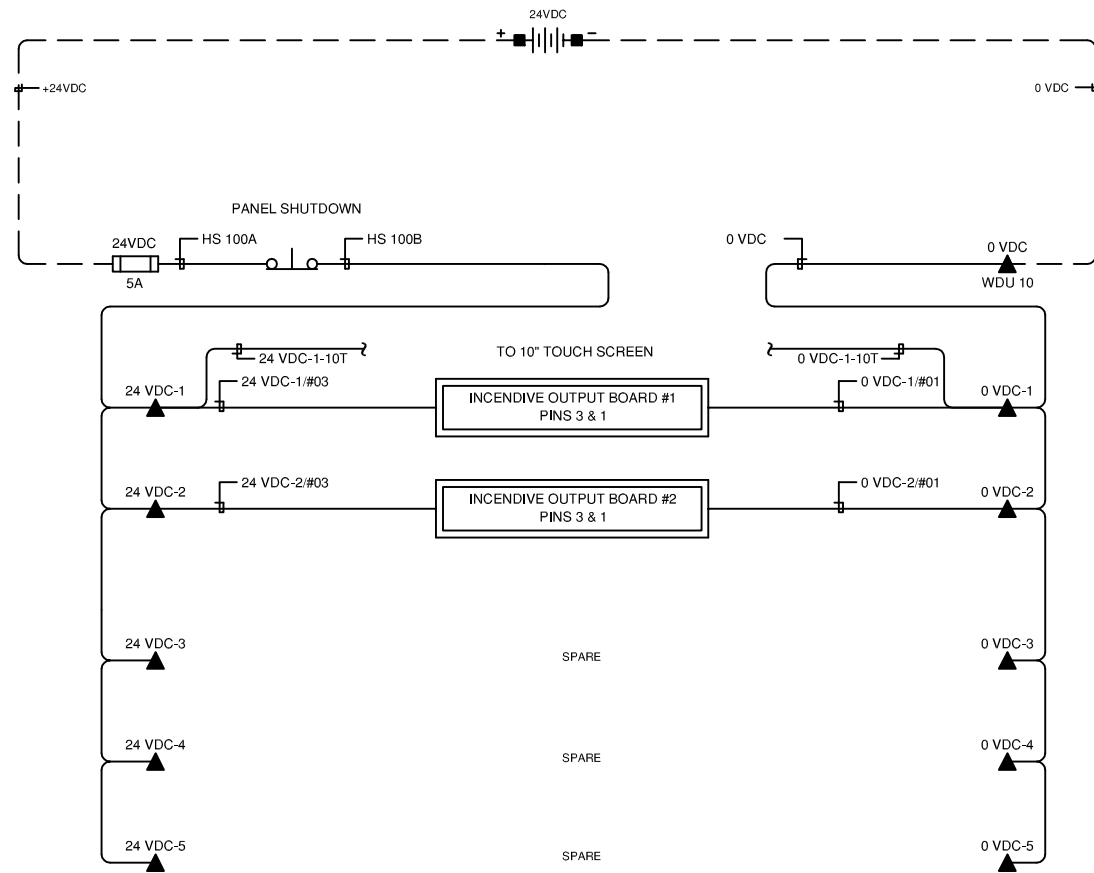 24VDC
+ −
+24VDC
0 VDC
PANEL SHUTDOWN
24VDC
HS 100A
HS 100B
0 VDC
0 VDC
5A
WDU 10
24 VDC-1-10T
TO 10" TOUCH SCREEN
0 VDC-1-10T
24 VDC-1
24 VDC-1/#03
INCENDIVE OUTPUT BOARD #1
PINS 3 & 1
0 VDC-1/#01
0 VDC-1
24 VDC-2
24 VDC-2/#03
INCENDIVE OUTPUT BOARD #2
PINS 3 & 1
0 VDC-2/#01
0 VDC-2
24 VDC-3
SPARE
0 VDC-3
24 VDC-4
SPARE
0 VDC-4
24 VDC-5
SPARE
0 VDC-5